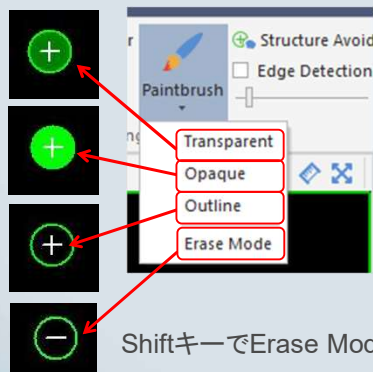 Structure Avoid
Edge Detection
Paintbrush
Transparent
Opaque
Outline
Erase Mode
ShiftキーでErase Mod